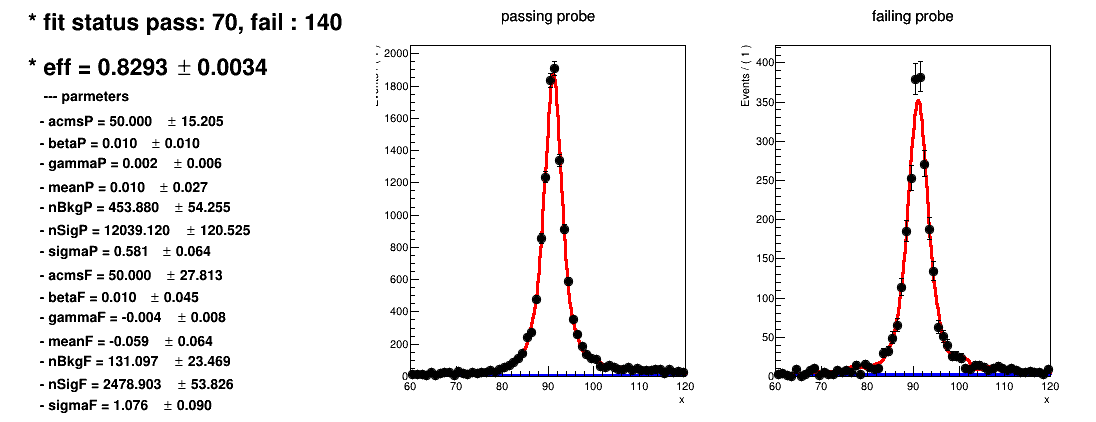 * fit status pass: 70, fail : 140
* eff = 0.8293 ± 0.0034
--- parmeters
- acmsP = 50.000 ± 15.205
- betaP = 0.010 ± 0.010
- gammaP = 0.002 ± 0.006
- meanP = 0.010 ± 0.027
- nBkgP = 453.880 ± 54.255
- nSigP = 12039.120 ± 120.525
- sigmaP = 0.581 ± 0.064
- acmsF = 50.000 ± 27.813
- betaF = 0.010 ± 0.045
- gammaF = -0.004 ± 0.008
- meanF = -0.059 ± 0.064
- nBkgF = 131.097 ± 23.469
- nSigF = 2478.903 ± 53.826
- sigmaF = 1.076 ± 0.090
passing probe
2000
1800
1600
1400
1200
1000
800
600
400
200
0
60 70 80 90 100 110 120
x
failing probe
Events / ( 1 )
400
350
300
250
200
150
100
50
0
60 70 80 90 100 110 120
x